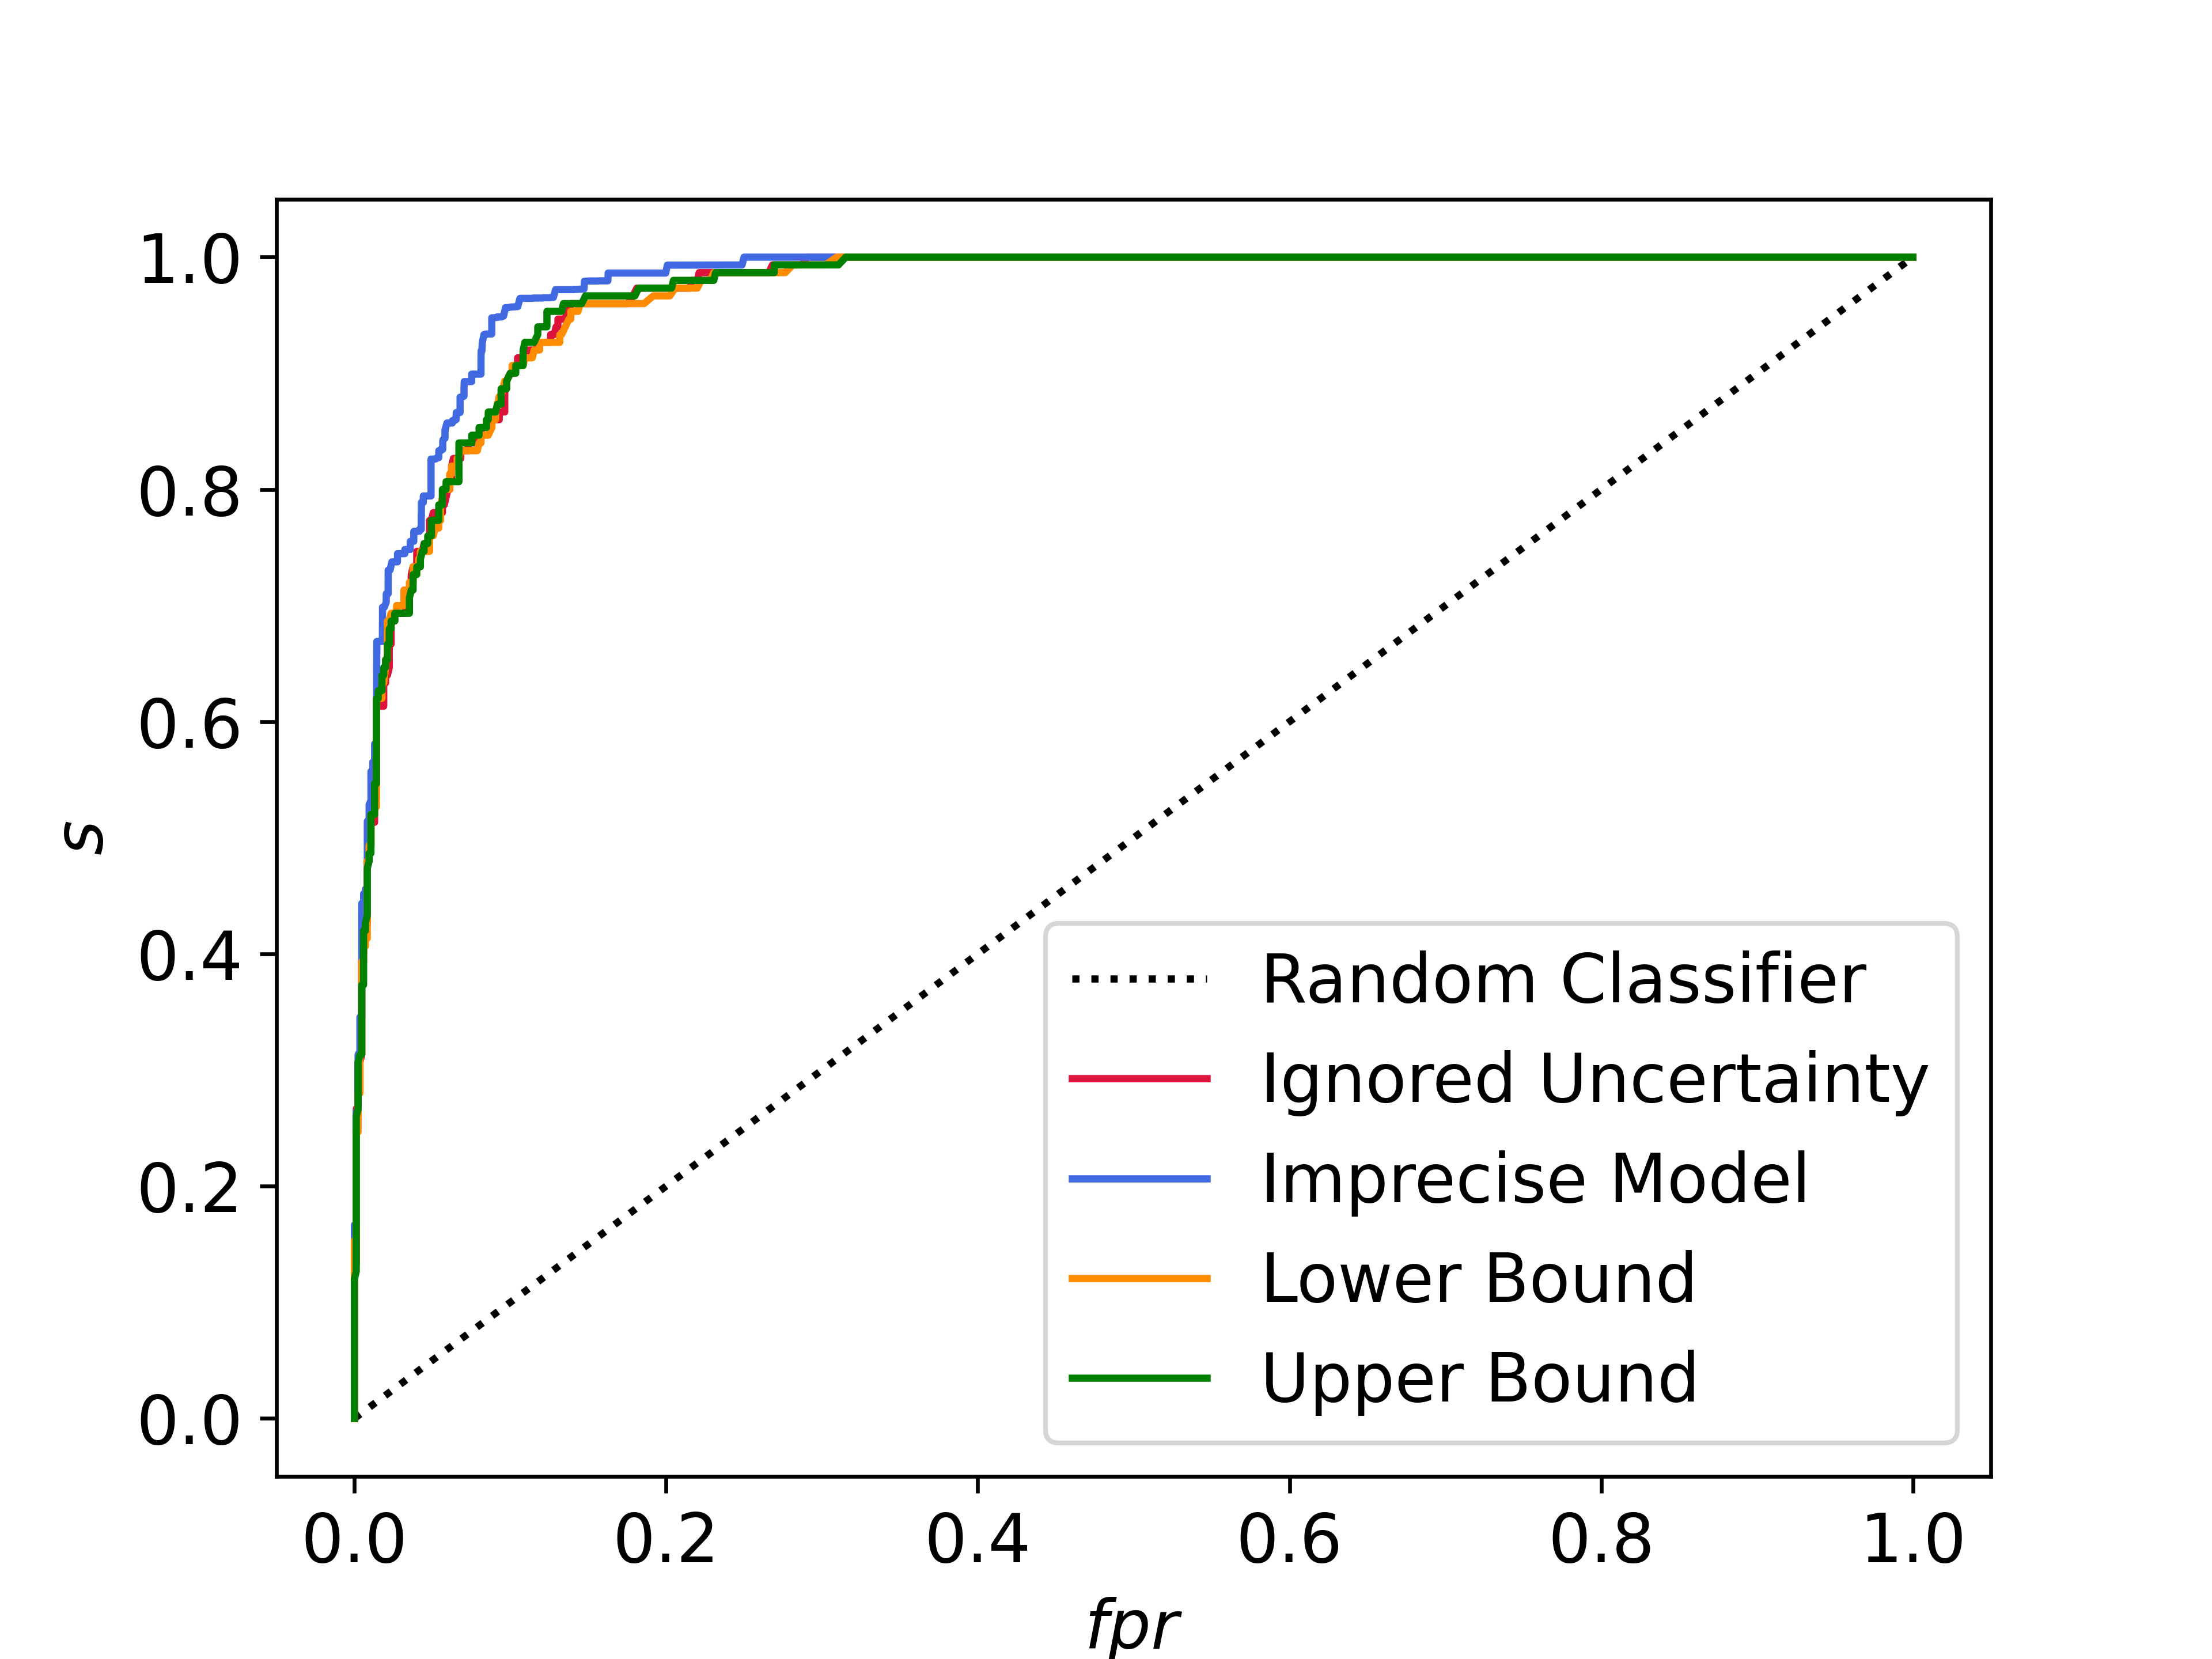 1.0
0.8
0.6
0.4
0.2
0.0
s
0.0 0.2 0.4 0.6 0.8 1.0
fpr
Random Classifier
Ignored Uncertainty
Imprecise Model
Lower Bound
Upper Bound